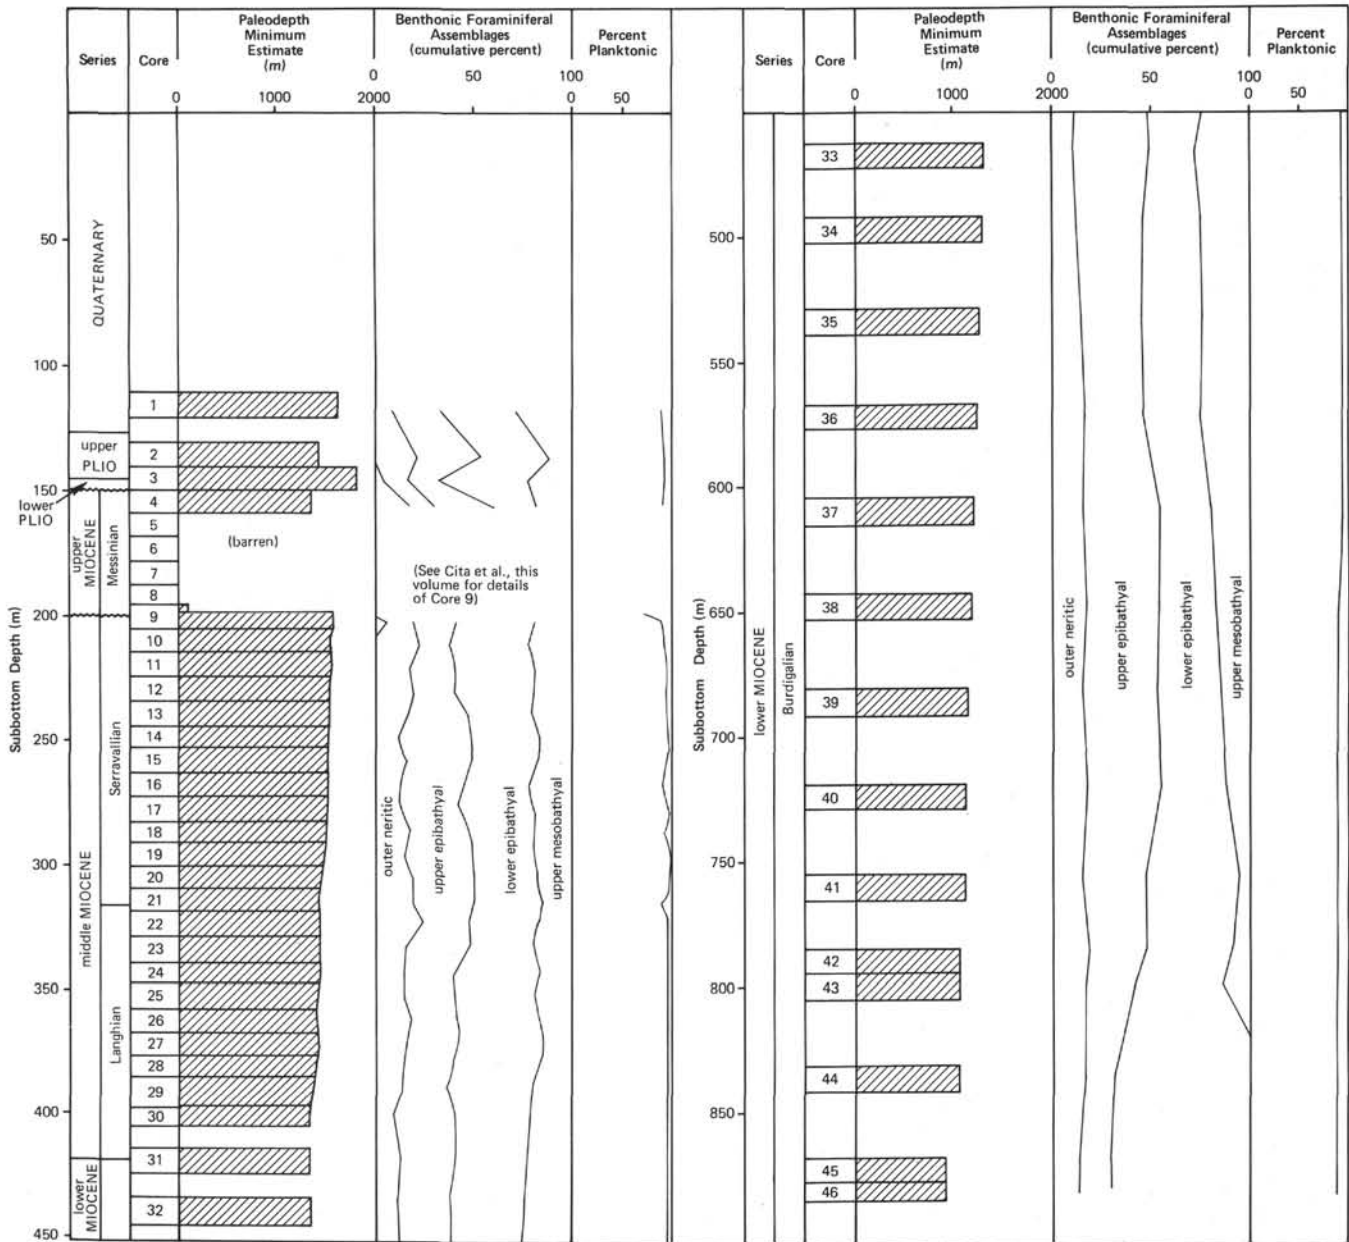 Series
Core
Paleodepth
Minimum
Estimate
(m)
0 1000 2000
Benthonic Foraminiferal
Assemblages
(cumulative percent)
0 50 100
Percent
Planktonic
0 50
Subbottom Depth (m)
50
100
150
200
250
300
350
400
450
QUATERNARY
upper
PLIO
lower
PLIO
upper
MIOCENE
Messinian
middle MIOCENE
Serravallian
Langhian
lower
MIOCENE
1
2
3
4
5
6
7
8
9
10
11
12
13
14
15
16
17
18
19
20
21
22
23
24
25
26
27
28
29
30
31
32
(barren)
(See Cita et al., this
volume for details
of Core 9)
outer neritic
upper epibathyal
lower epibathyal
upper mesobathyal
Series
Core
Paleodepth
Minimum
Estimate
(m)
0 1000 2000
Benthonic Foraminiferal
Assemblages
(cumulative percent)
0 50 100
Percent
Planktonic
0 50
Subbottom Depth (m)
500
550
600
650
700
750
800
850
lower MIOCENE
Burdigalian
33
34
35
36
37
38
39
40
41
42
43
44
45
46
outer neritic
upper epibathyal
lower epibathyal
upper mesobathyal